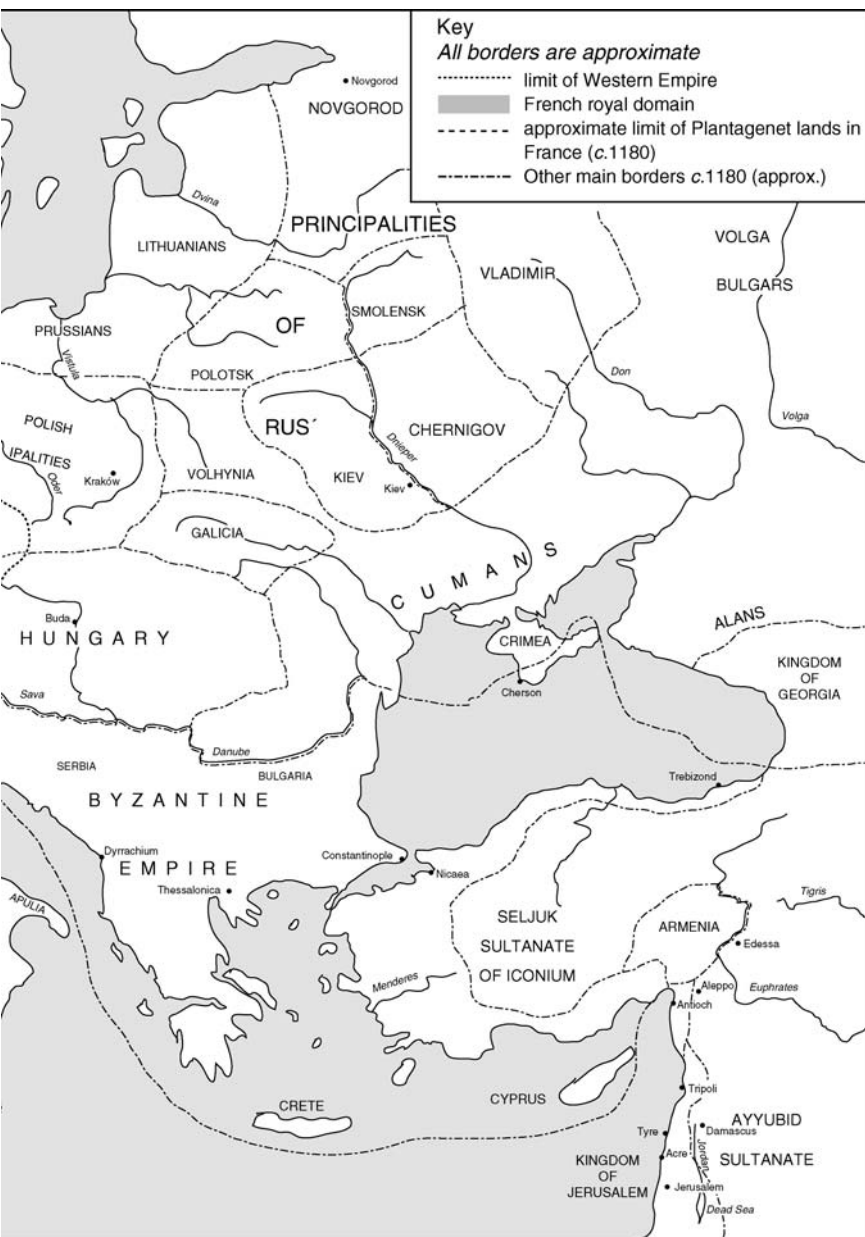 Key
All borders are approximate
limit of Western Empire
French royal domain
approximate limit of Plantagenet lands in
France (c.1180)
Other main borders c.1180 (approx.)
Novgorod
NOVGOROD
Dvina
PRINCIPALITIES
LITHUANIANS
VOLGA
BULGARS
VLADIMIR
SMOLENSK
OF
PRUSSIANS
Vistula
POLOTSK
Don
Volga
POLISH
IPALITIES
RUS´
CHERNIGOV
Dnieper
Oder
Kraków
VOLHYNIA
KIEV
Kiev
GALICIA
CUMANS
Buda
HUNGARY
CRIMEA
Cherson
ALANS
KINGDOM
OF
GEORGIA
Sava
Danube
SERBIA
BULGARIA
BYZANTINE
EMPIRE
Trebizond
Dyrrachium
Constantinople
Nicaea
Thessalonica
APULIA
SELJUK
SULTANATE
OF ICONIUM
ARMENIA
Tigris
Edessa
Menderes
Aleppo
Euphrates
Antioch
CRETE
CYPRUS
Tripoli
Tyre
Damascus
AYYUBID
SULTANATE
Acre
Jordan
KINGDOM
OF
JERUSALEM
Jerusalem
Dead Sea